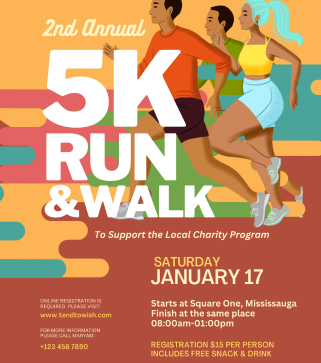 2nd Annual
5K
RUN
&WALK
To Support the Local Charity Program
SATURDAY
JANUARY 17
Starts at Square One, Mississauga
Finish at the same place
08:00am-01:00pm
REGISTRATION $15 PER PERSON
INCLUDES FREE SNACK & DRINK
ONLINE REGISTRATION IS
REQUIRED. PLEASE VISIT:
www.tendtowish.com
FOR MORE INFORMATION
PLEASE CALL MARYAM:
+123 456 7890